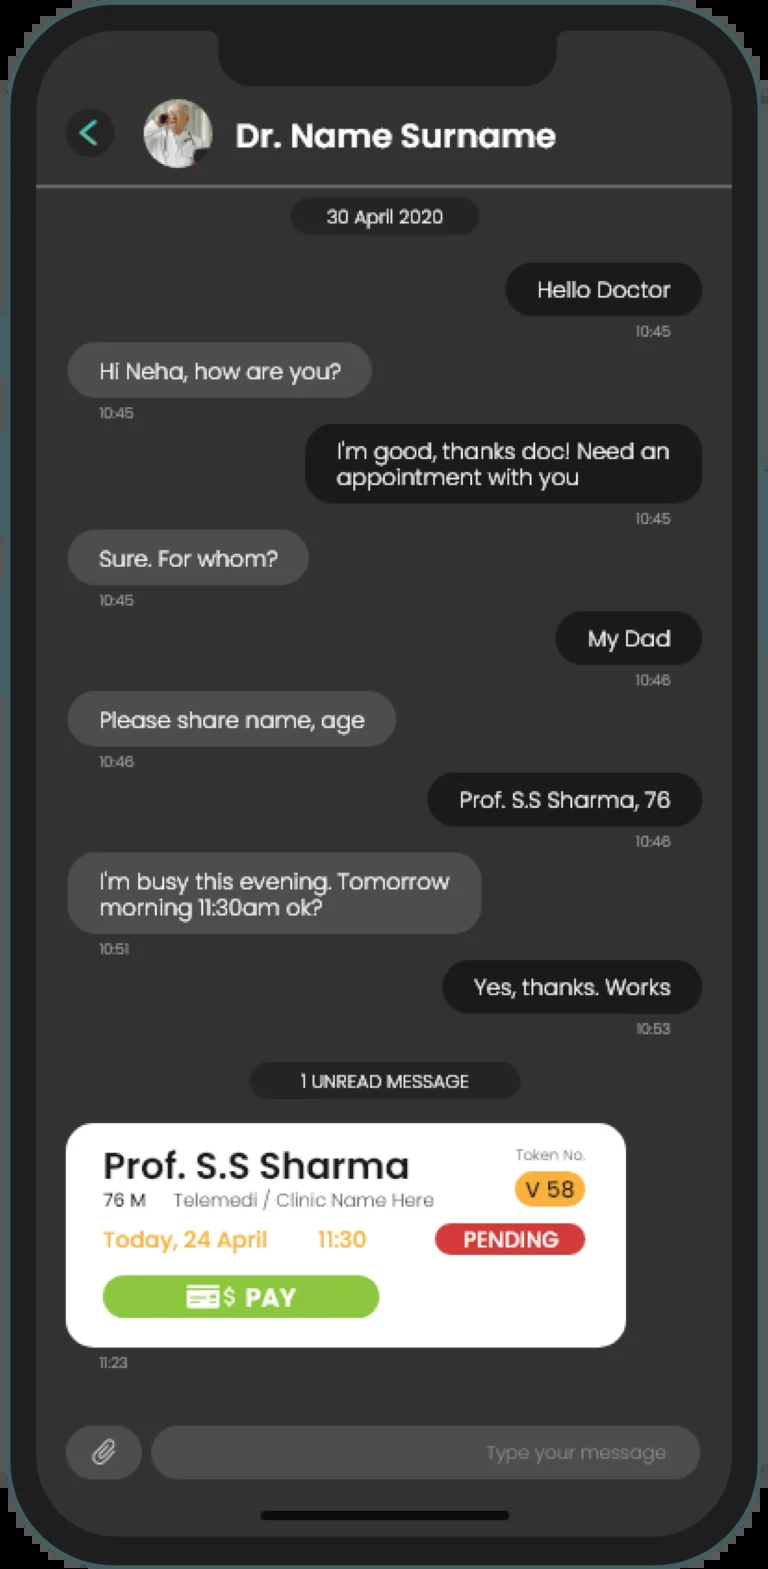 Dr. Name Surname
30 April 2020
Hello Doctor
10:45
Hi Neha, how are you?
10:45
I'm good, thanks doc! Need an
appointment with you
10:45
Sure. For whom?
10:45
My Dad
10:46
Please share name, age
10:46
Prof. S.S Sharma, 76
10:46
I'm busy this evening. Tomorrow
morning 11:30am ok?
10:51
Yes, thanks. Works
10:53
1 UNREAD MESSAGE
Prof. S.S Sharma
Token No.
76 M Telemedi / Clinic Name Here
V 58
Today, 24 April 11:30 PENDING
$ PAY
11:23
Type your message